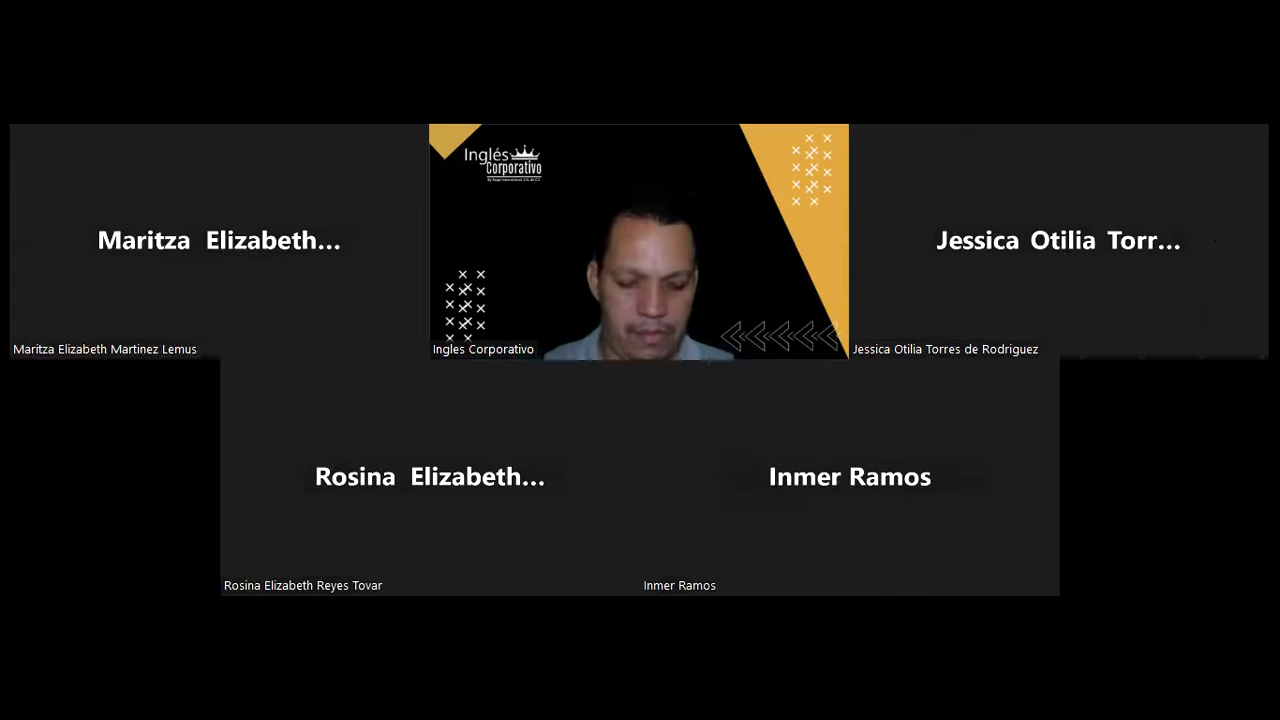 Maritza Elizabeth...
Maritza Elizabeth Martinez Lemus
Inglés
Corporativo
Ingles Corporativo
Jessica Otilia Torr...
Jessica Otilia Torres de Rodriguez
Rosina Elizabeth...
Rosina Elizabeth Reyes Tovar
Inmer Ramos
Inmer Ramos